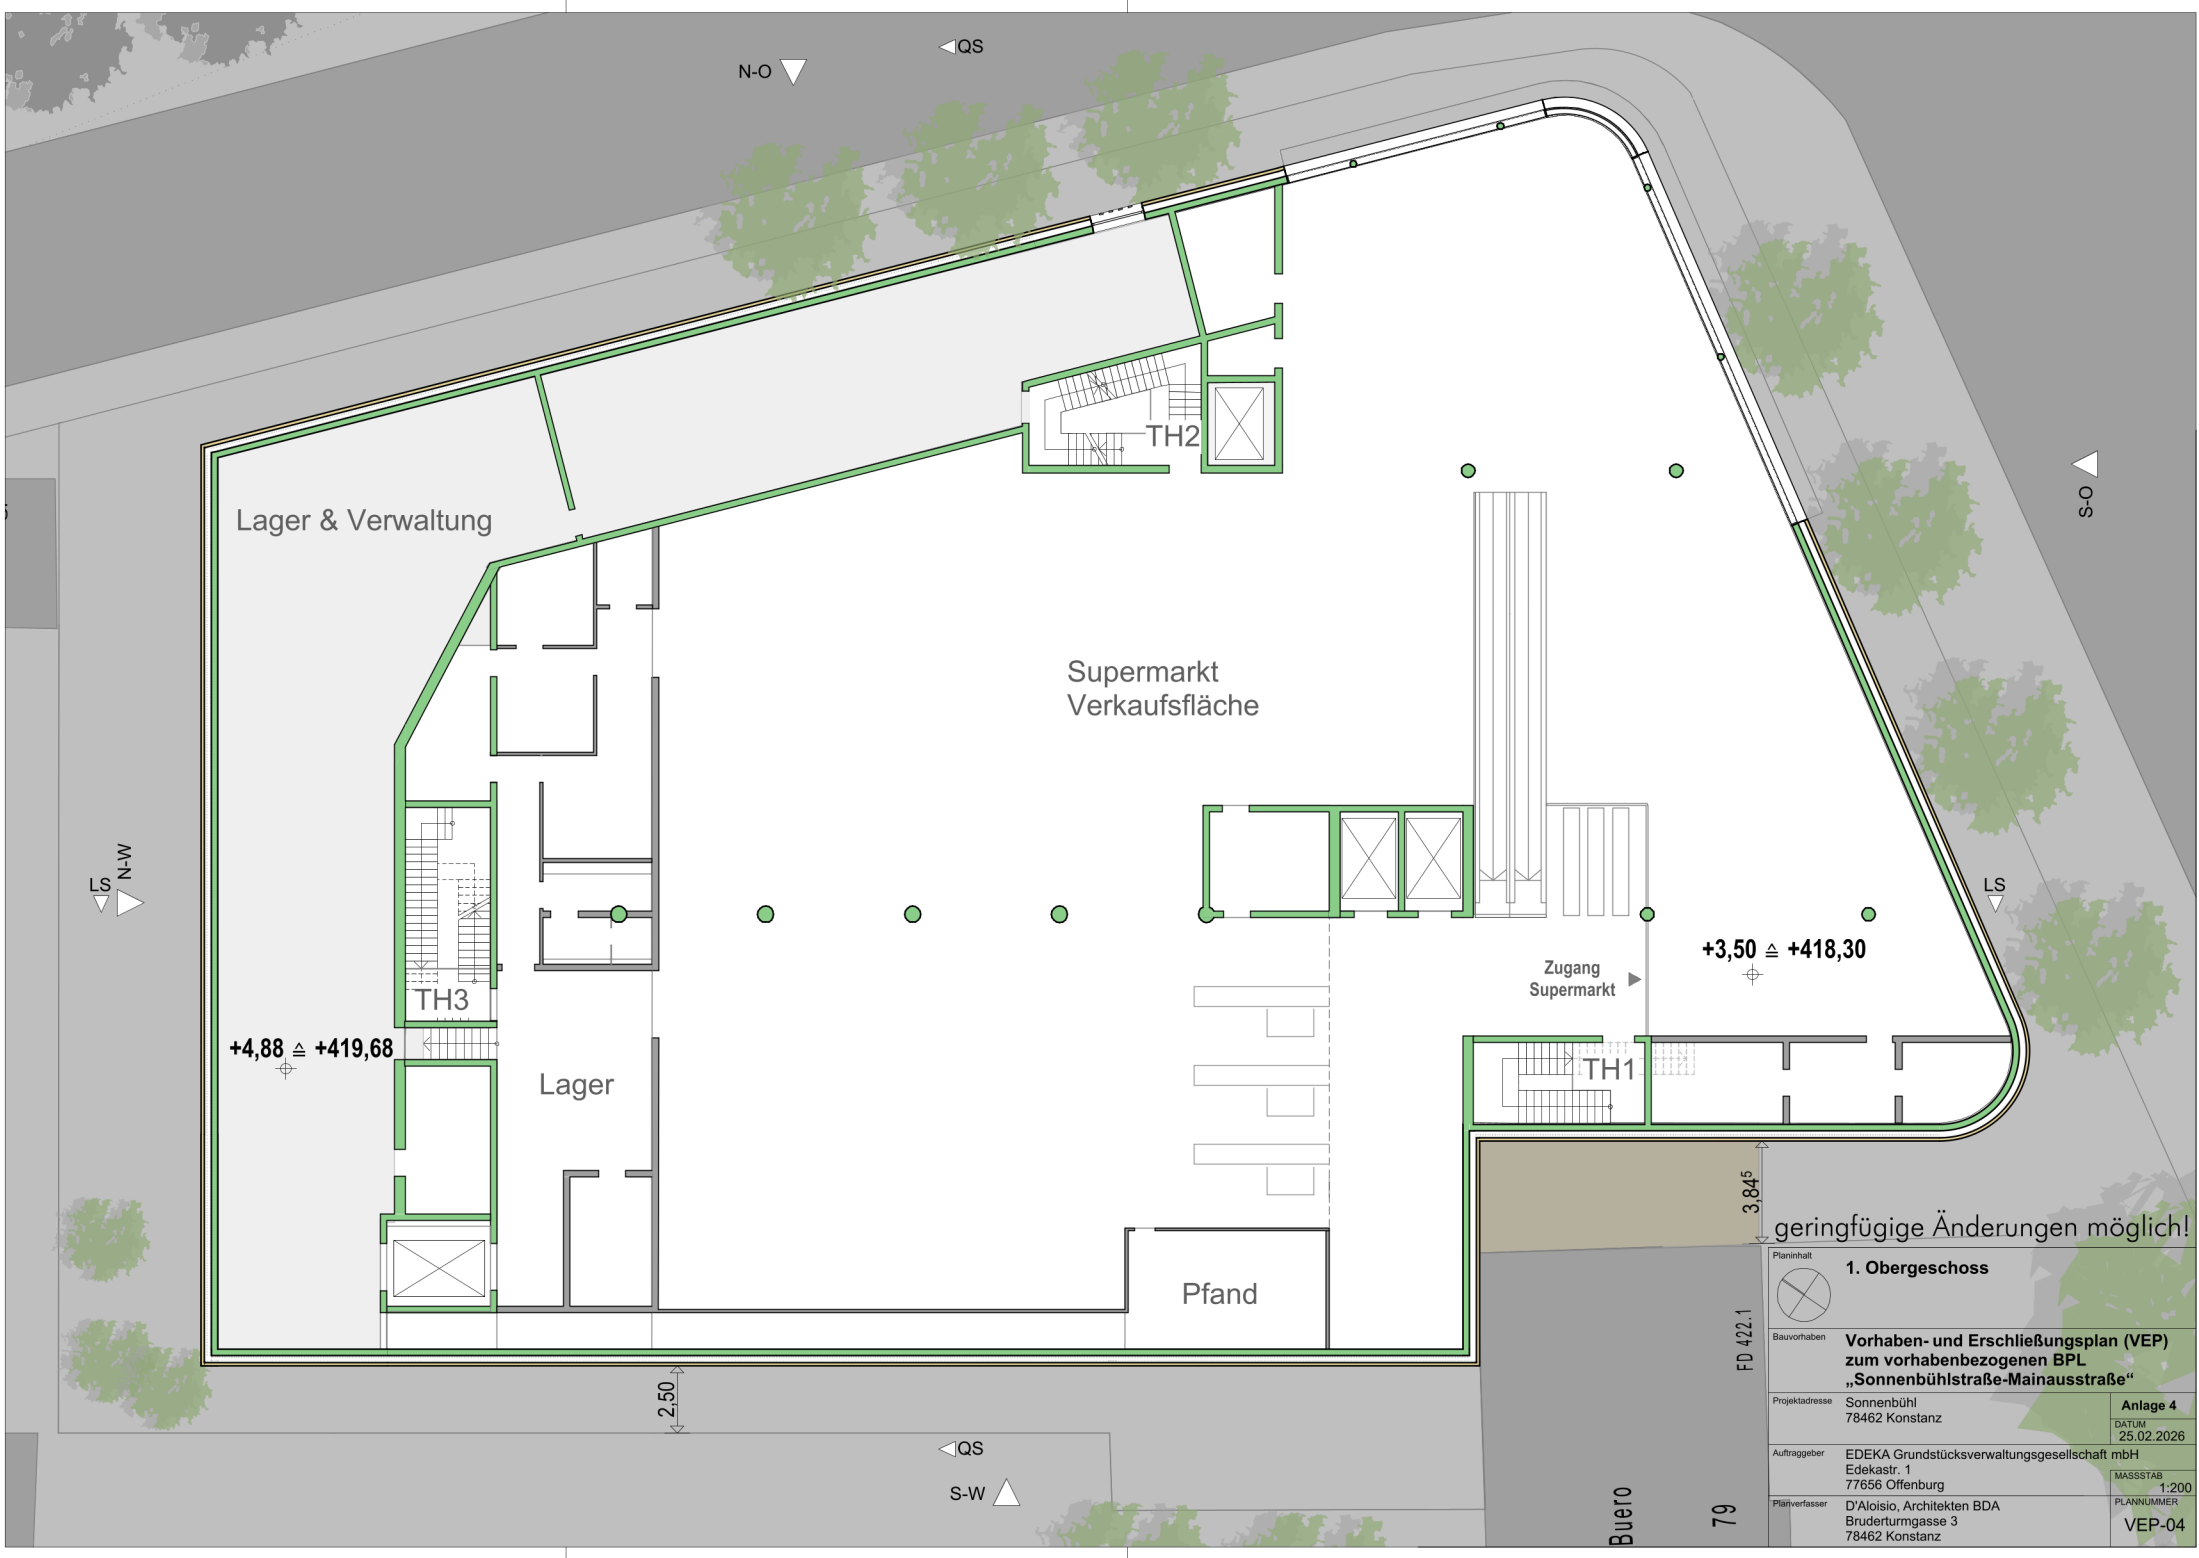 QS
N-O
S-O
Lager & Verwaltung
TH2
Supermarkt
Verkaufsfläche
N-W
LS
LS
+3,50 ≙ +418,30
Zugang
Supermarkt
TH3
+4,88 ≙ +419,68
Lager
TH1
3,84⁵
geringfügige Änderungen möglich!
Pfand
2,50
QS
S-W
FD 422.1
Buero
79
Planinhalt
1. Obergeschoss
Bauvorhaben
Vorhaben- und Erschließungsplan (VEP)
zum vorhabenbezogenen BPL
„Sonnenbühlstraße-Mainausstraße“
Projektadresse
Sonnenbühl
78462 Konstanz
Anlage 4
DATUM
25.02.2026
Auftraggeber
EDEKA Grundstücksverwaltungsgesellschaft mbH
Edekastr. 1
77656 Offenburg
MASSSTAB
1:200
Planverfasser
D'Aloisio, Architekten BDA
Bruderturmgasse 3
78462 Konstanz
PLANNUMMER
VEP-04